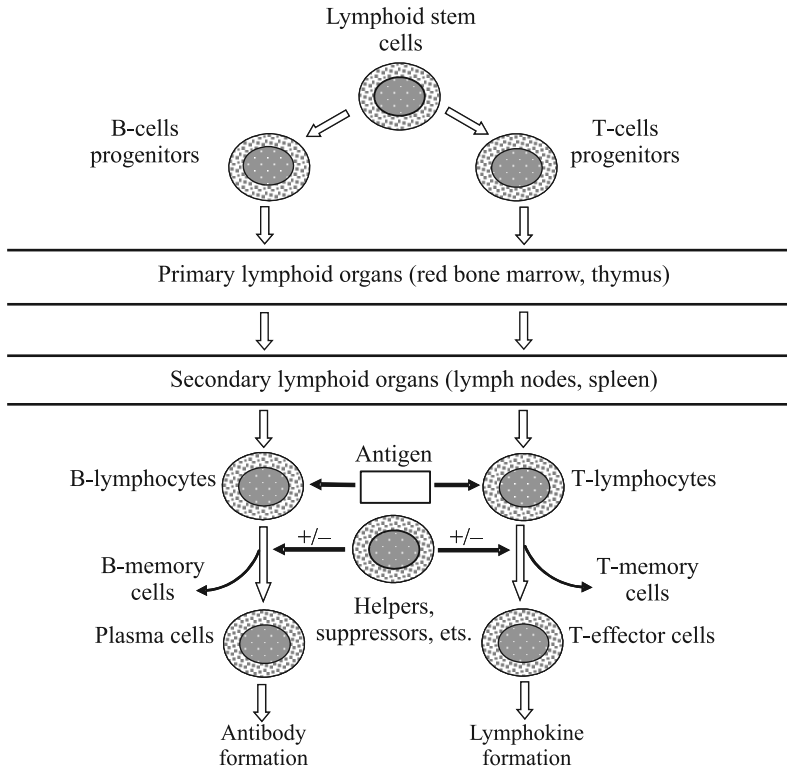 Lymphoid stem
cells
B-cells
progenitors
T-cells
progenitors
Primary lymphoid organs (red bone marrow, thymus)
Secondary lymphoid organs (lymph nodes, spleen)
Antigen
B-lymphocytes
T-lymphocytes
+/–
+/–
B-memory
cells
T-memory
cells
Helpers,
suppressors, ets.
Plasma cells
T-effector cells
Antibody
formation
Lymphokine
formation